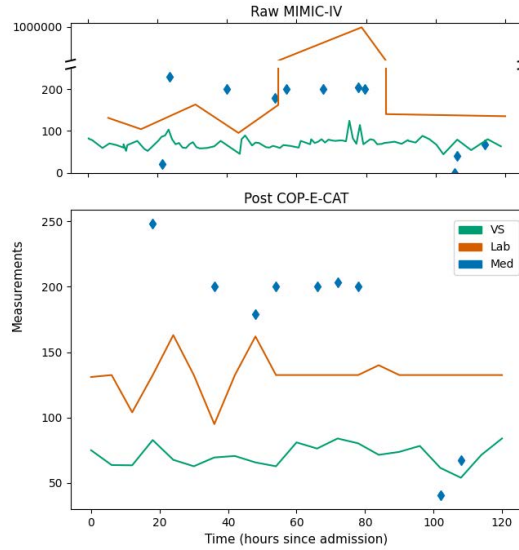 Raw MIMIC-IV
1000000
200
100
0
Post COP-E-CAT
250
200
150
100
50
Measurements
VS
Lab
Med
0 20 40 60 80 100 120
Time (hours since admission)